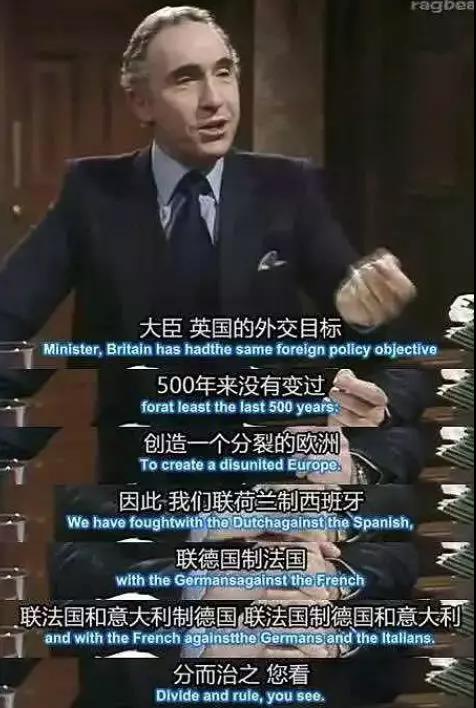 ragbea
大臣 英国的外交目标
Minister, Britain has hadthe same foreign policy objective
500年来没有变过
forat least the last 500 years:
创造一个分裂的欧洲
To create a disunited Europe.
因此 我们联荷兰制西班牙
We have foughtwith the Dutchagainst the Spanish,
联德国制法国
with the Germansagainst the French
联法国和意大利制德国 联法国制德国和意大利
and with the French againstthe Germans and the Italians.
分而治之 您看
Divide and rule, you see.